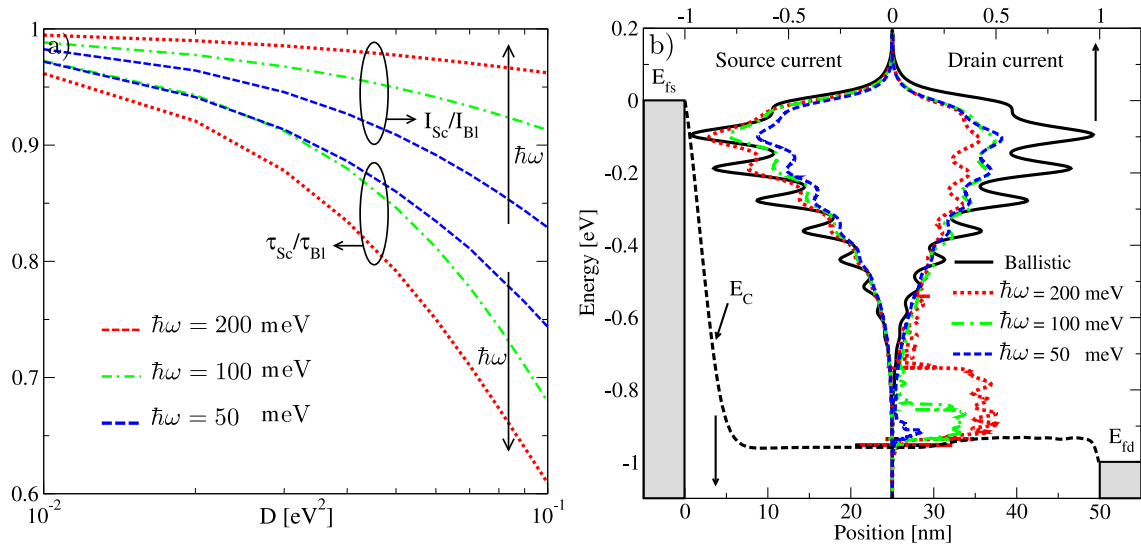 a)
1
0.9
0.8
0.7
0.6
10⁻²
10⁻¹
D [eV²]
I_Sc/I_Bl
ħω
τ_Sc/τ_Bl
ħω
ħω = 200 meV
ħω = 100 meV
ħω = 50 meV
b)
-1 -0.5 0 0.5 1
Source current Drain current
E_fs
0.2
0
-0.2
-0.4
-0.6
-0.8
-1
Energy [eV]
E_C
Ballistic
ħω = 200 meV
ħω = 100 meV
ħω = 50 meV
E_fd
0 10 20 30 40 50
Position [nm]